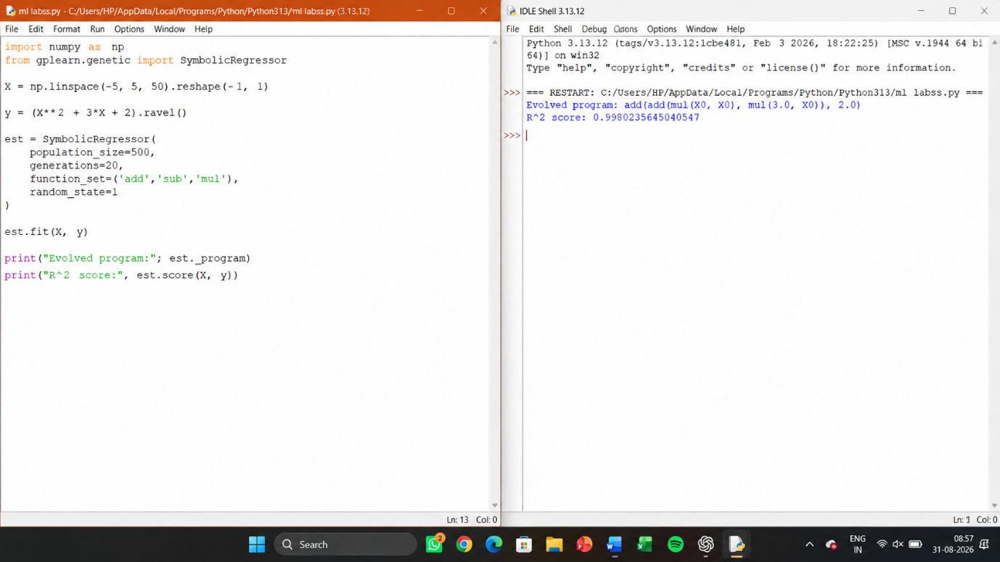 ml labss.py - C:/Users/HP/AppData/Local/Programs/Python/Python313/ml labss.py (3.13.12)
File Edit Format Run Options Window Help
import numpy as np
from gplearn.genetic import SymbolicRegressor
X = np.linspace(-5, 5, 50).reshape(-1, 1)
y = (X**2 + 3*X + 2).ravel()
est = SymbolicRegressor(
    population_size=500,
    generations=20,
    function_set=('add','sub','mul'),
    random_state=1
)
est.fit(X, y)
print("Evolved program:"; est._program)
print("R^2 score:", est.score(X, y))
Ln: 13 Col: 0
IDLE Shell 3.13.12
File Edit Shell Debug Options Window Help
Python 3.13.12 (tags/v3.13.12:1cbe481, Feb 3 2026, 18:22:25) [MSC v.1944 64 bi
64)] on win32
Type "help", "copyright", "credits" or "license()" for more information.
>>> === RESTART: C:/Users/HP/AppData/Local/Programs/Python/Python313/ml labss.py ===
Evolved program: add(add(mul(X0, X0), mul(3.0, X0)), 2.0)
R^2 score: 0.9980235645040547
>>>
Ln: 1 Col: 0
Search
2
ENG
IN
08:57
31-08-2026